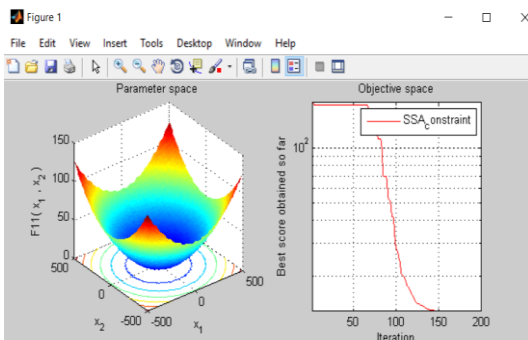 Figure 1
File Edit View Insert Tools Desktop Window Help
Parameter space
F11( x1 , x2 )
150
100
50
0
500
0
-500
-500
0
500
x2
x1
Objective space
Best score obtained so far
10^2
SSAconstraint
50 100 150 200
Iteration